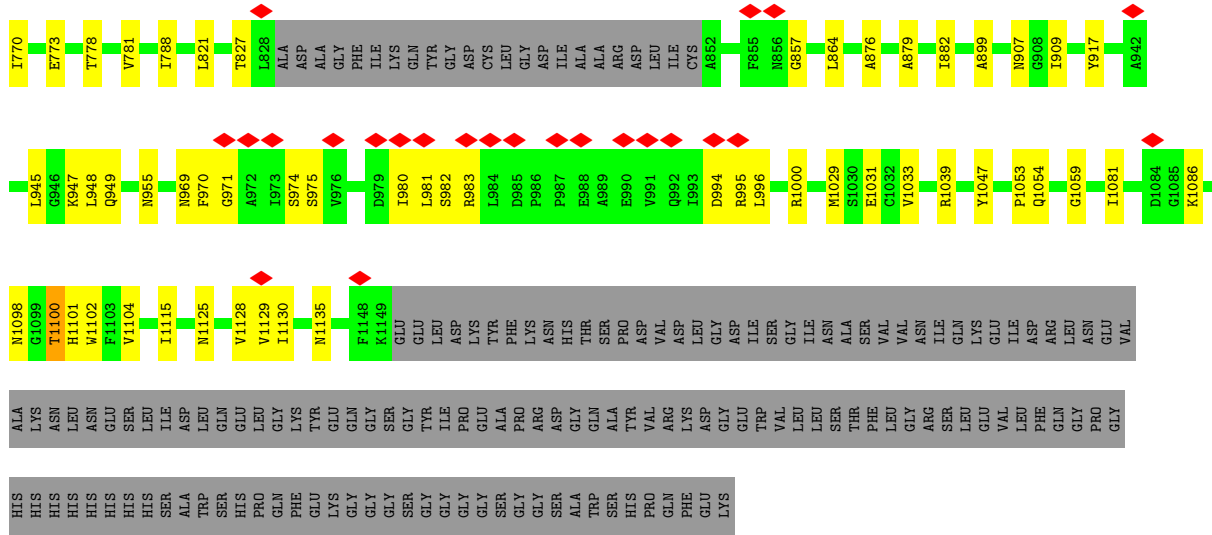 I770 E773 T778 V781 I788 L821 T827 L828 ALA ASP ALA GLY PHE ILE LYS GLN TYR GLY ASP CYS LEU GLY ASP ILE ALA ALA ARG ASP LEU ILE CYS A852 F855 N856 G857 L864 A876 A879 I882 A899 N907 G908 I909 Y917 A942
L945 G946 K947 L948 Q949 N955 N969 F970 G971 A972 I973 S974 S975 V976 D979 I980 L981 S982 R983 L984 D985 P986 P987 E988 A989 E990 V991 Q992 I993 D994 R995 L996 R1000 M1029 S1030 E1031 C1032 V1033 R1039 Y1047 P1053 Q1054 G1059 I1081 D1084 G1085 K1086
N1098 G1099 T1100 H1101 W1102 F1103 V1104 I1115 N1125 V1128 V1129 I1130 N1135 F1148 K1149 GLU GLU LEU ASP LYS TYR PHE LYS ASN HIS THR SER PRO ASP VAL ASP LEU GLY ASP ILE SER GLY ILE ASN ALA SER VAL VAL ASN ILE GLN LYS GLU ILE ASP ARG LEU ASN GLU VAL
ALA LYS ASN LEU ASN GLU SER LEU ILE ASP LEU GLN GLU LEU GLY LYS TYR GLU GLN GLY SER GLY TYR ILE PRO GLU ALA PRO ARG ASP GLY GLN ALA TYR VAL ARG LYS ASP GLY GLU TRP VAL LEU LEU SER THR PHE LEU GLY ARG SER LEU GLU VAL LEU PHE GLN GLY PRO GLY
HIS HIS HIS HIS HIS HIS HIS HIS SER ALA TRP SER HIS PRO GLN PHE GLU LYS GLY GLY GLY SER GLY GLY GLY GLY SER GLY GLY SER ALA TRP SER HIS PRO GLN PHE GLU LYS